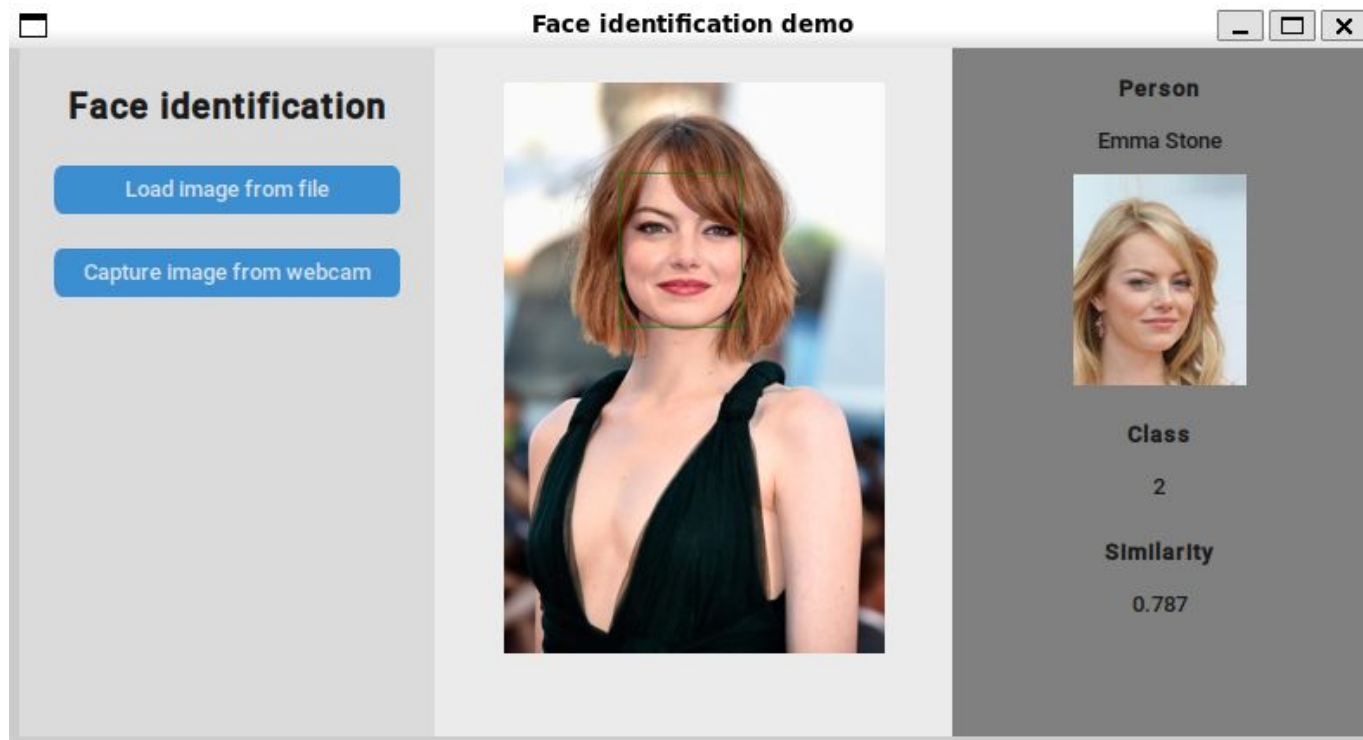 Face identification demo
Face identification
Load image from file
Capture image from webcam
Person
Emma Stone
Class
2
Similarity
0.787